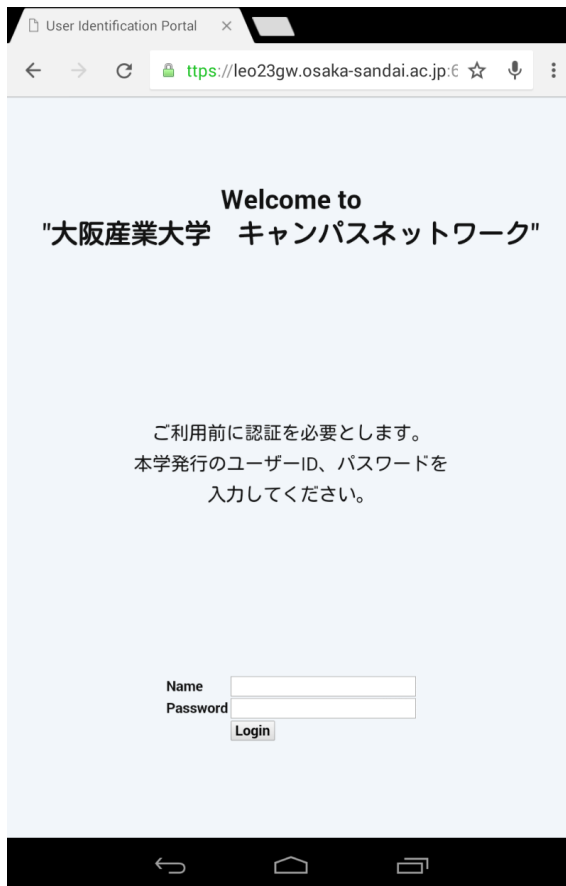 User Identification Portal
ttps://leo23gw.osaka-sandai.ac.jp:6
Welcome to
"大阪産業大学　キャンパスネットワーク"
ご利用前に認証を必要とします。
本学発行のユーザーID、パスワードを
入力してください。
Name
Password
Login